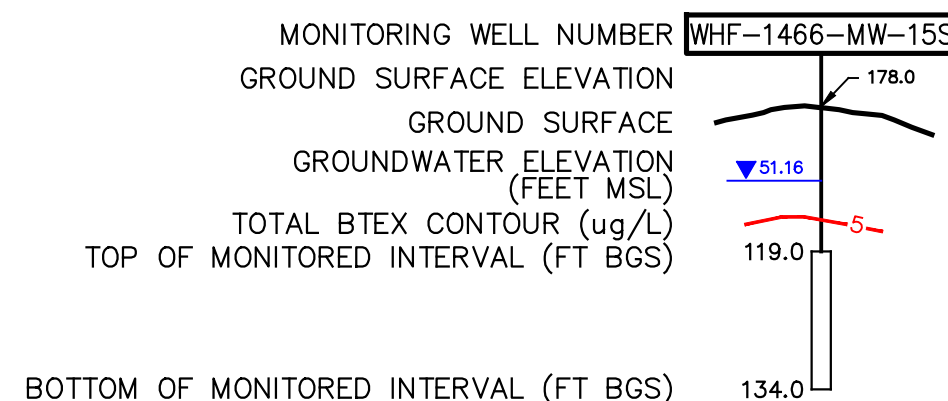 MONITORING WELL NUMBER WHF-1466-MW-15S
GROUND SURFACE ELEVATION 178.0
GROUND SURFACE
GROUNDWATER ELEVATION
(FEET MSL) 51.16
TOTAL BTEX CONTOUR (ug/L) 5
TOP OF MONITORED INTERVAL (FT BGS) 119.0
BOTTOM OF MONITORED INTERVAL (FT BGS) 134.0